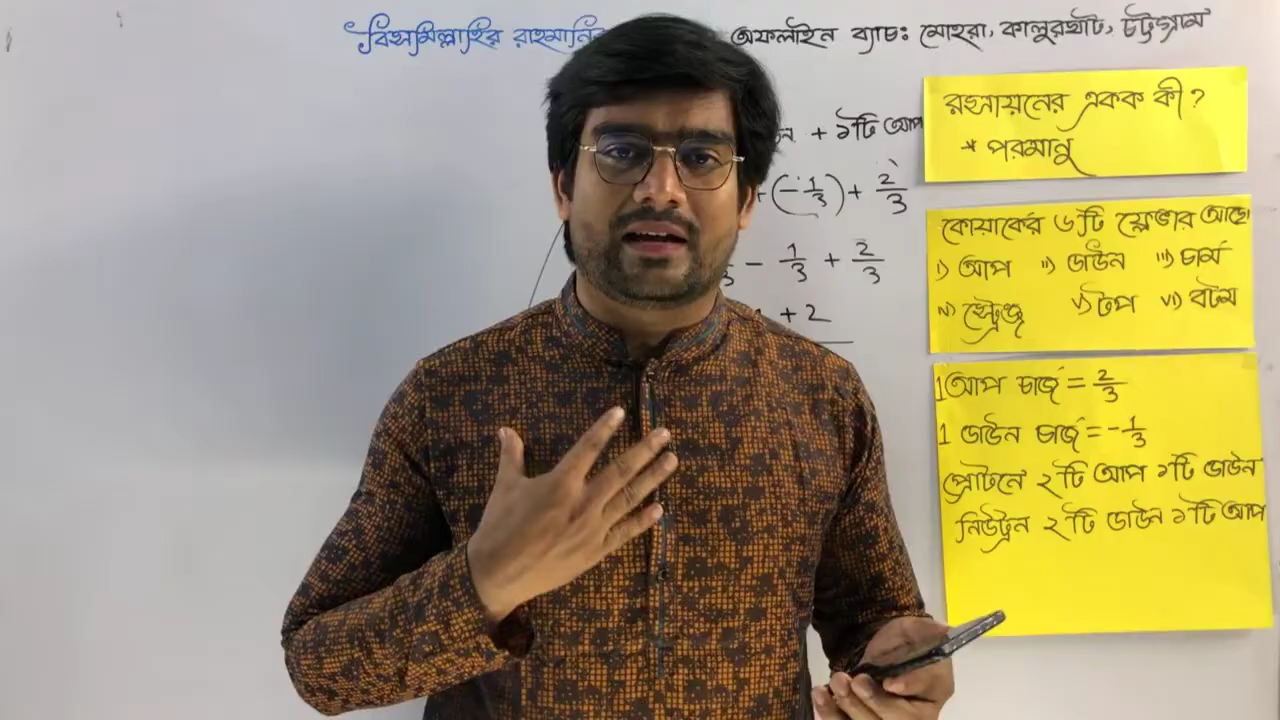 বিসমিল্লাহির রাহমানির
অফলাইন ব্যাচঃ মোহরা, কালুরঘাট, চট্টগ্রাম
+ ১টি আপ
+(-1/3) + 2/3
- 1/3 + 2/3
+ 2
রসায়নের একক কী?
* পরমানু
কোয়ার্কের ৬টি ফ্লেভার আছে।
i) আপ ii) ডাউন iii) চার্ম
iv) স্ট্রেঞ্জ v) টপ vi) বটম
1 আপ চার্জ = 2/3
1 ডাউন চার্জ = -1/3
প্রোটনে ২টি আপ ১টি ডাউন
নিউট্রন ২টি ডাউন ১টি আপ